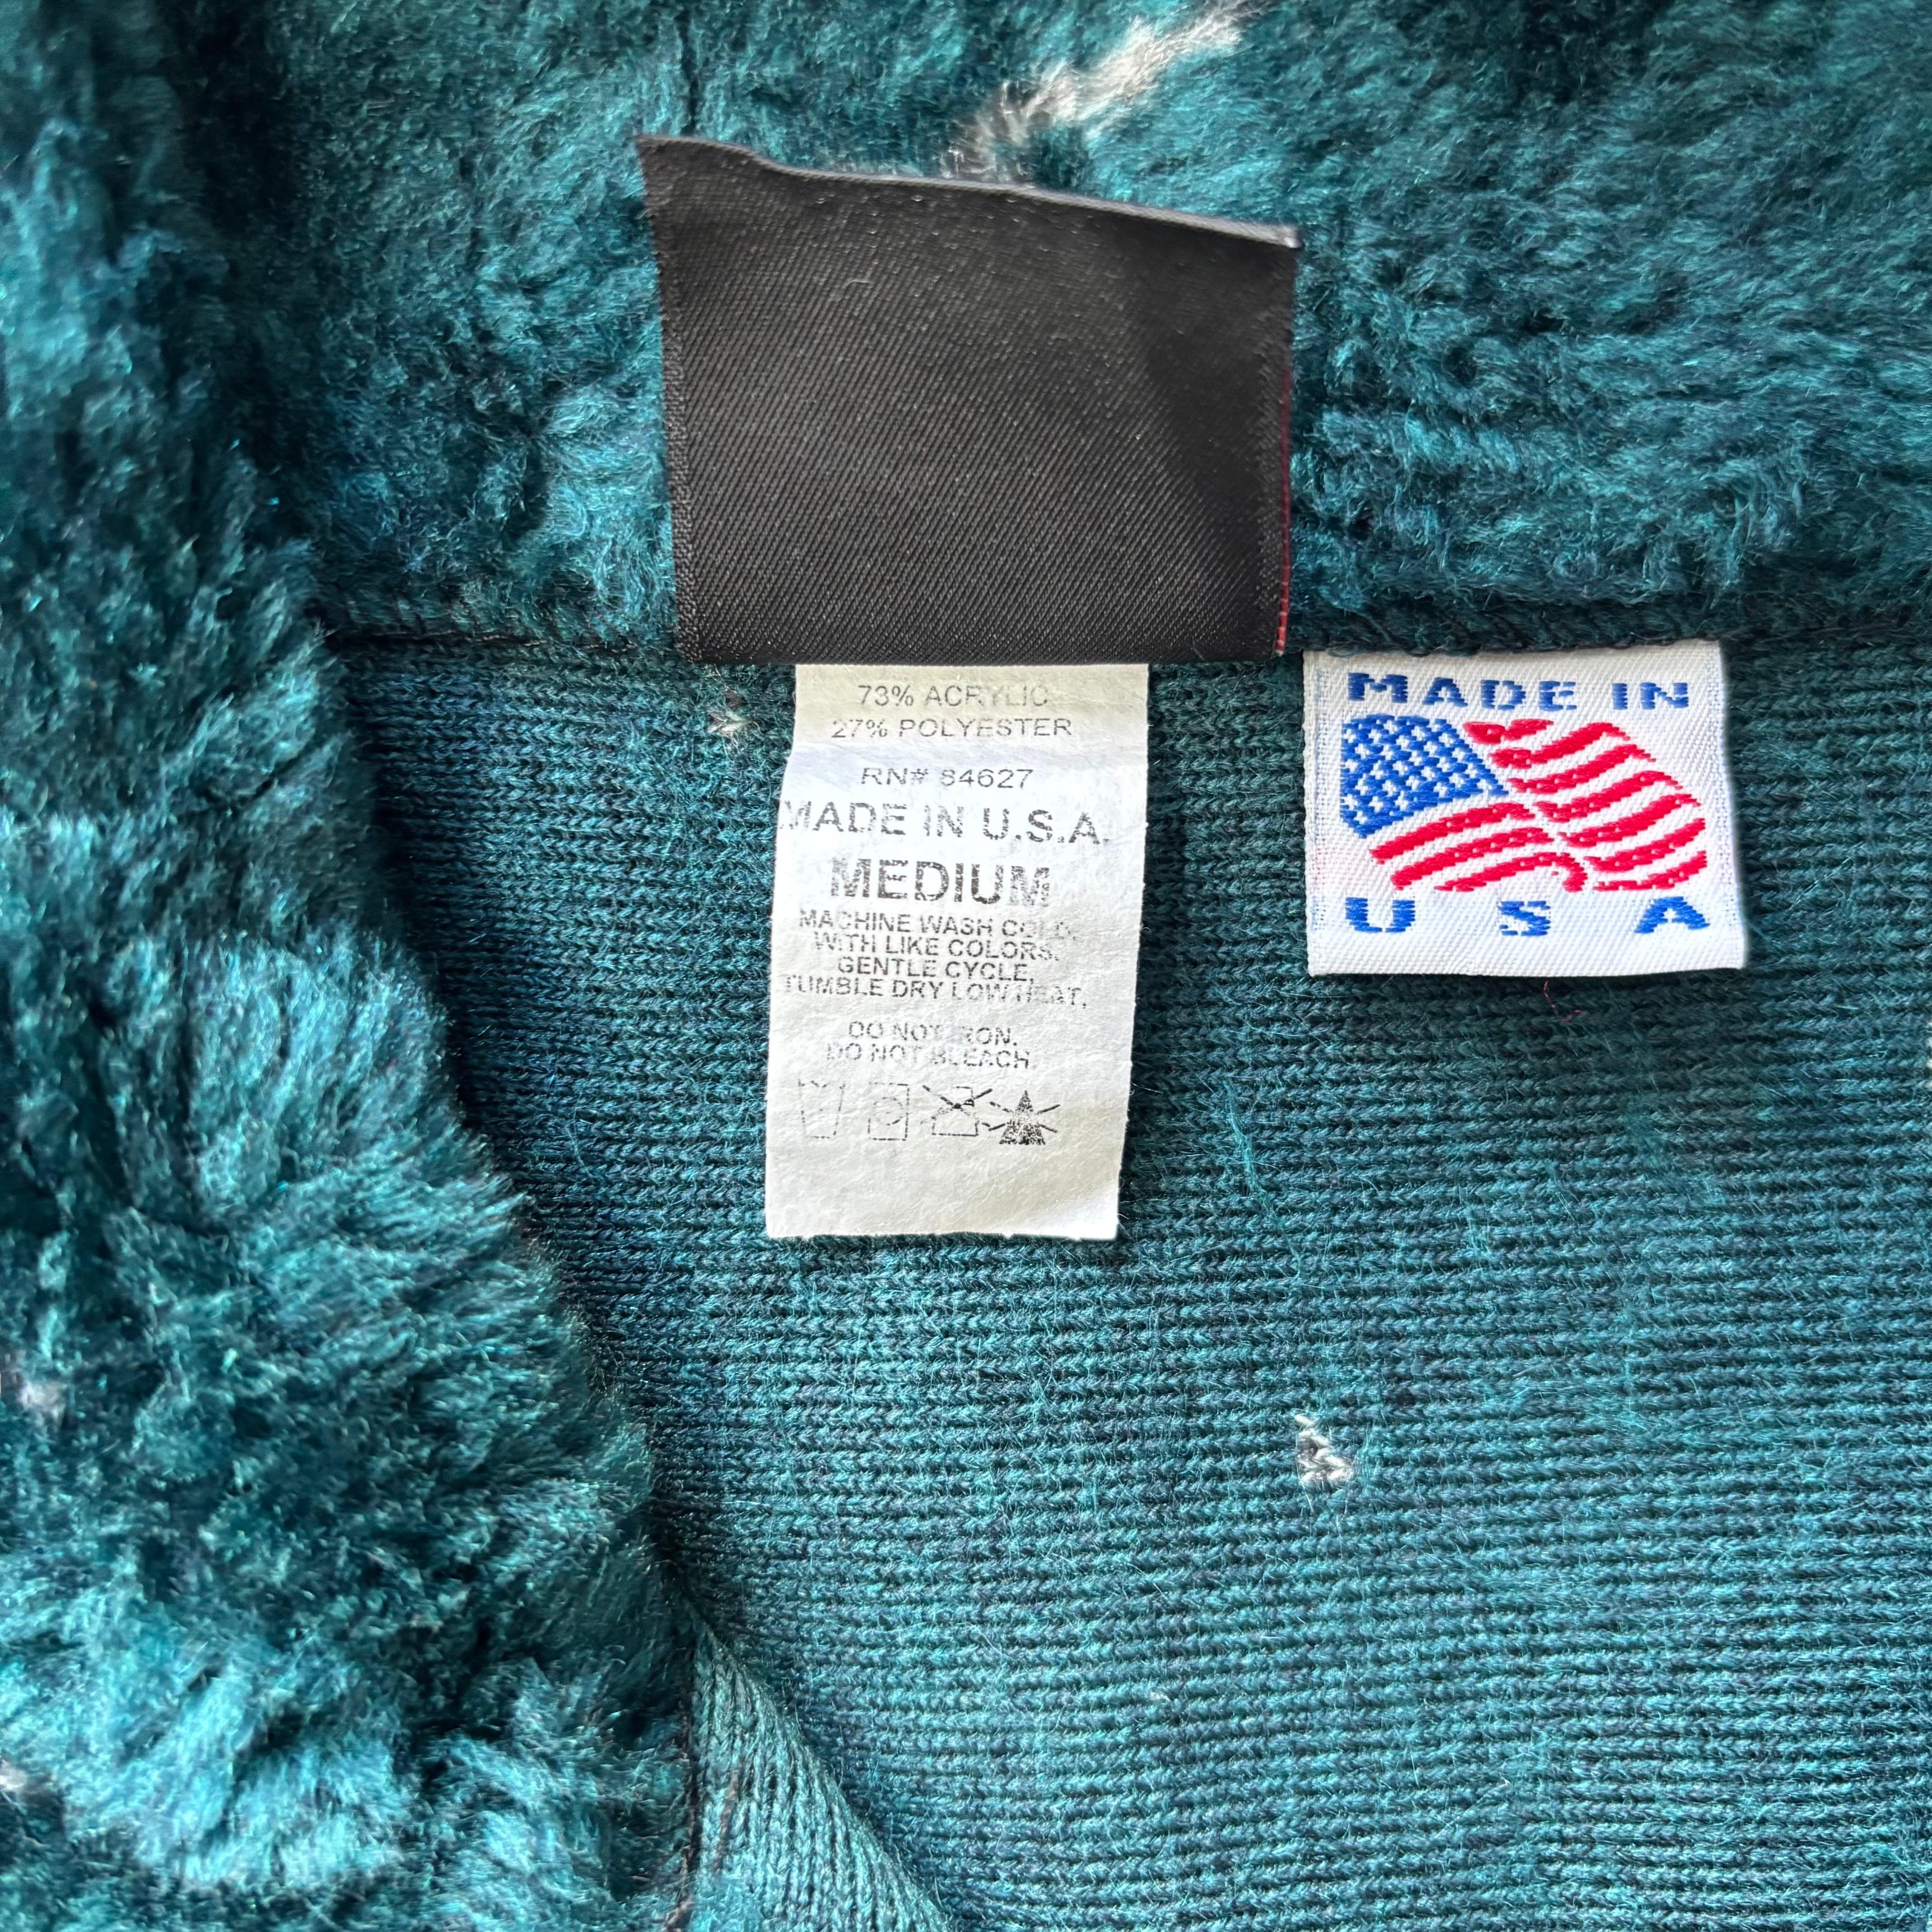 73% ACRYLIC
27% POLYESTER
RN# 84627
MADE IN U.S.A.
MEDIUM
MACHINE WASH COLD,
WITH LIKE COLORS,
GENTLE CYCLE,
TUMBLE DRY LOW HEAT,
DO NOT IRON.
DO NOT BLEACH.
MADE IN
U S A